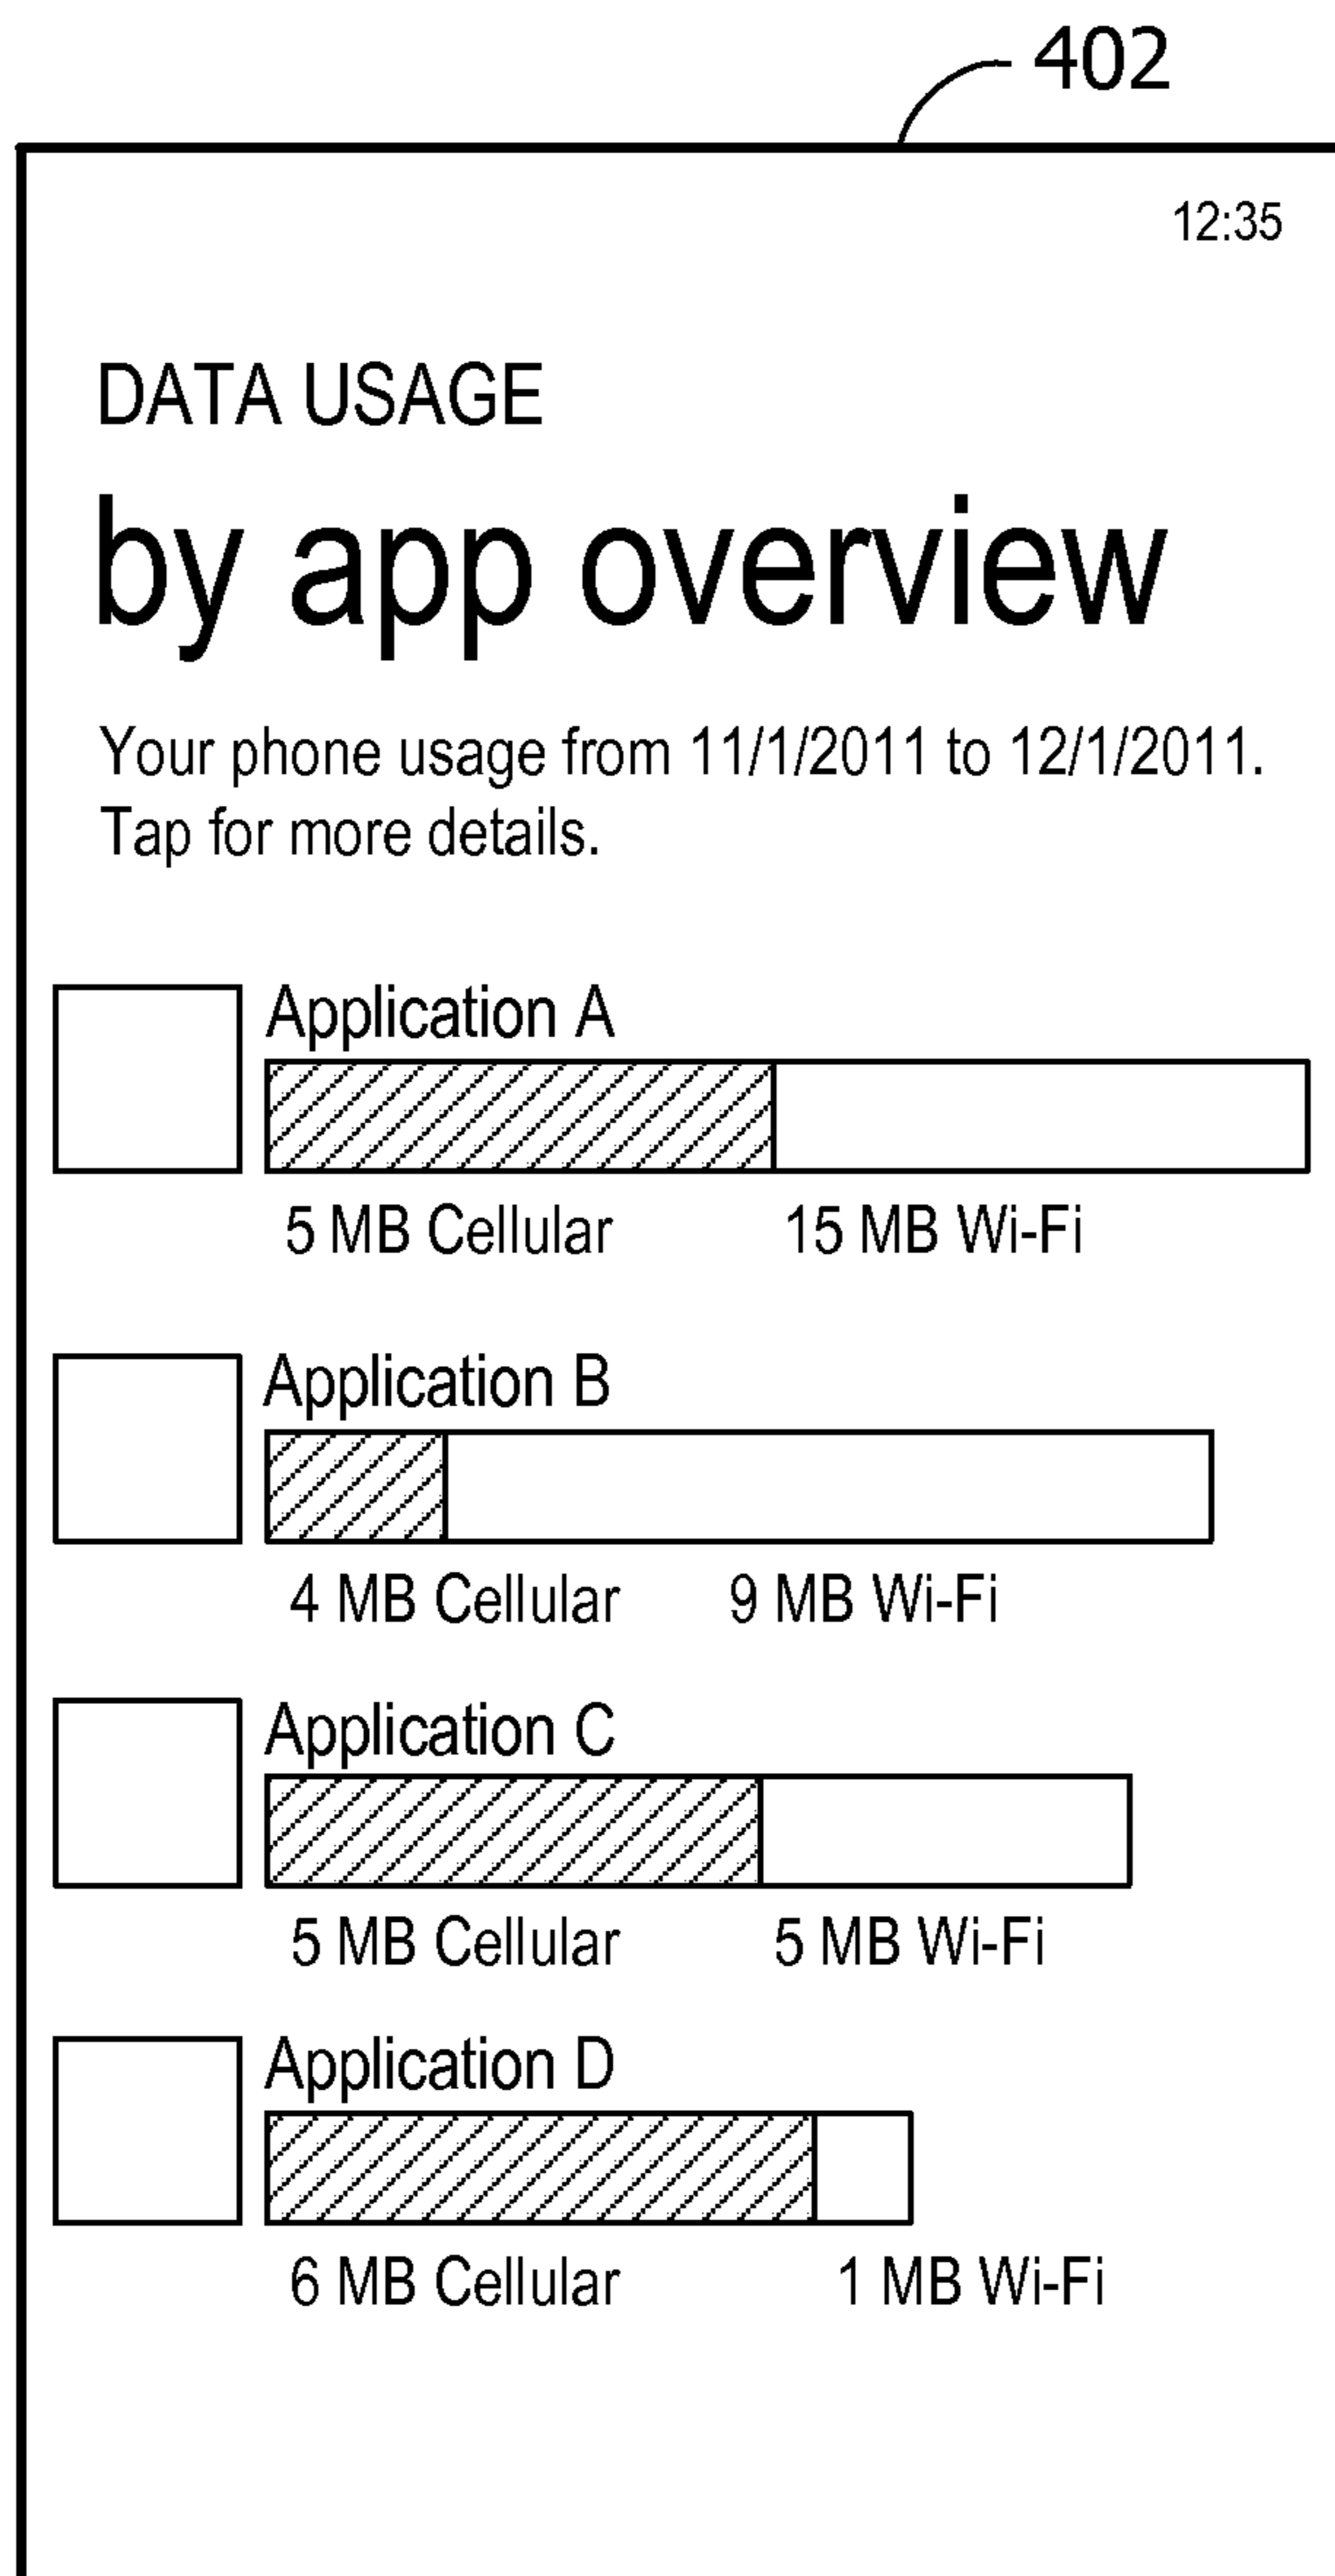 402
12:35
DATA USAGE
by app overview
Your phone usage from 11/1/2011 to 12/1/2011.
Tap for more details.
Application A
5 MB Cellular 15 MB Wi-Fi
Application B
4 MB Cellular 9 MB Wi-Fi
Application C
5 MB Cellular 5 MB Wi-Fi
Application D
6 MB Cellular 1 MB Wi-Fi